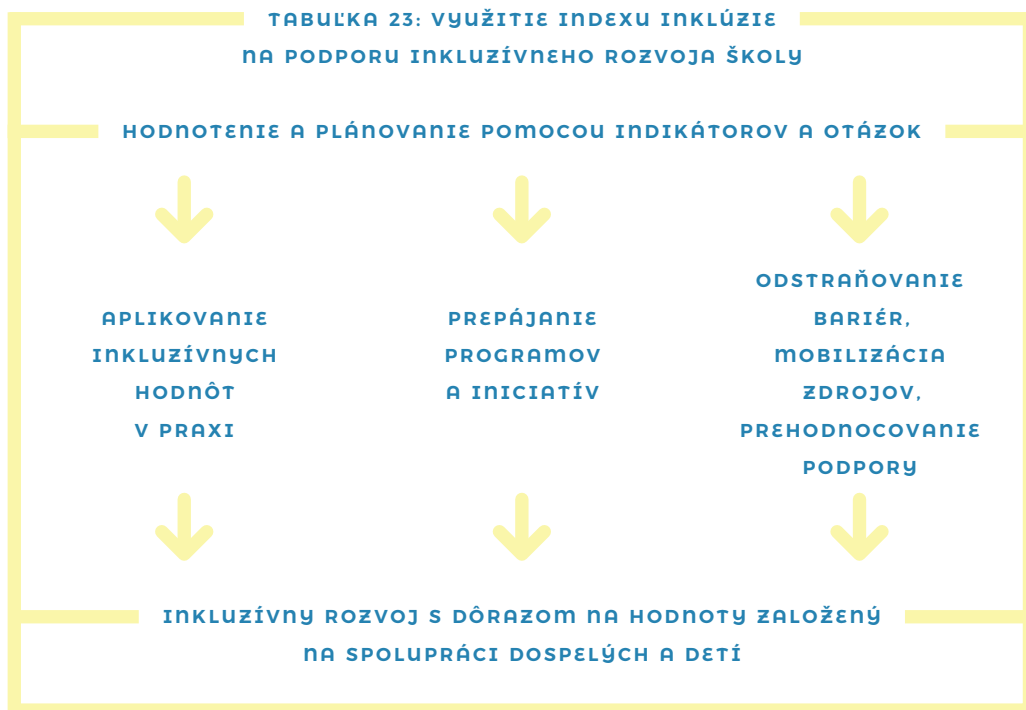 TABUĽKA 23: VYUŽITIE INDEXU INKLÚZIE
NA PODPORU INKLUZÍVNEHO ROZVOJA ŠKOLY
HODNOTENIE A PLÁNOVANIE POMOCOU INDIKÁTOROV A OTÁZOK
APLIKOVANIE
INKLUZÍVNYCH
HODNÔT
V PRAXI
PREPÁJANIE
PROGRAMOV
A INICIATÍV
ODSTRAŇOVANIE
BARIÉR,
MOBILIZÁCIA
ZDROJOV,
PREHODNOCOVANIE
PODPORY
INKLUZÍVNY ROZVOJ S DÔRAZOM NA HODNOTY ZALOŽENÝ
NA SPOLUPRÁCI DOSPELÝCH A DETÍ